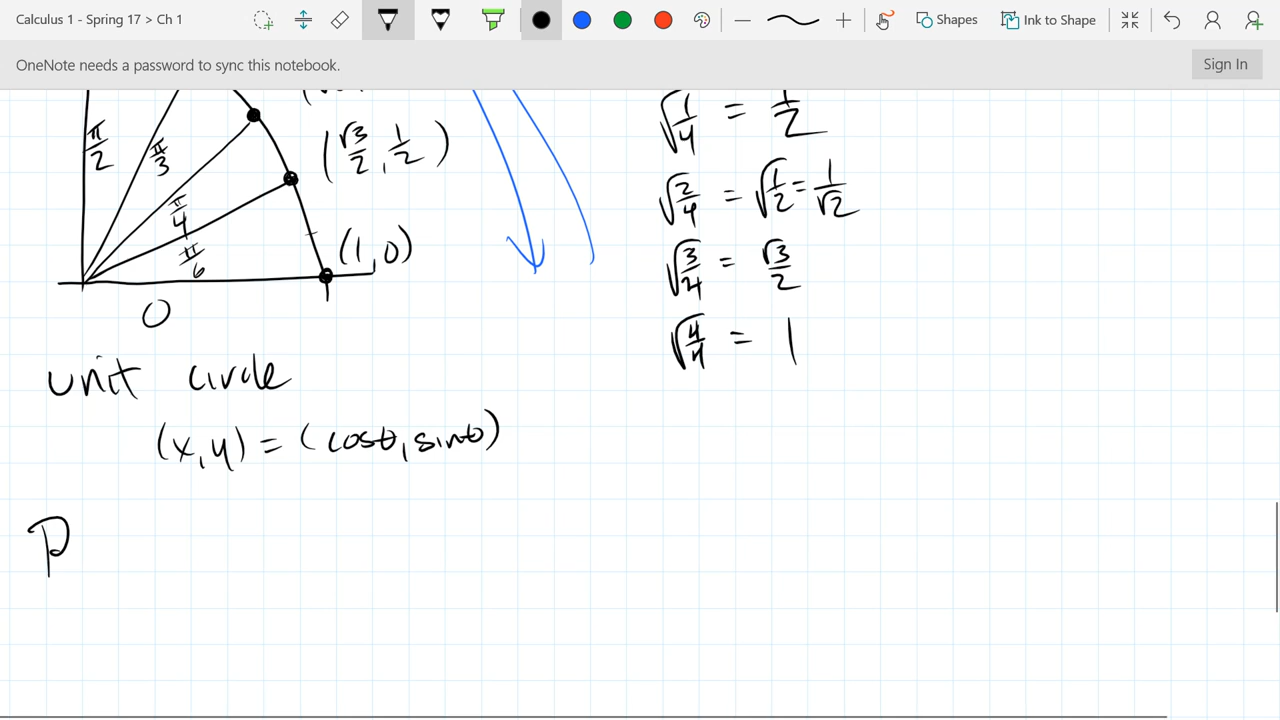 Calculus 1 - Spring 17 > Ch 1
Shapes
Ink to Shape
OneNote needs a password to sync this notebook.
Sign In
π/2
π/3
π/4
π/6
0
(√3/2, 1/2)
(1, 0)
√1/4 = 1/2
√2/4 = √1/2 = 1/√2
√3/4 = √3/2
√4/4 = 1
unit circle
(x, y) = (cosθ, sinθ)
P